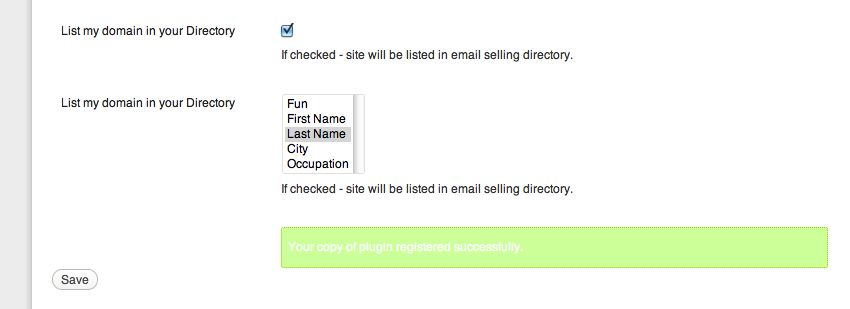 List my domain in your Directory
If checked - site will be listed in email selling directory.
List my domain in your Directory
Fun
First Name
Last Name
City
Occupation
If checked - site will be listed in email selling directory.
Your copy of plugin registered successfully.
Save